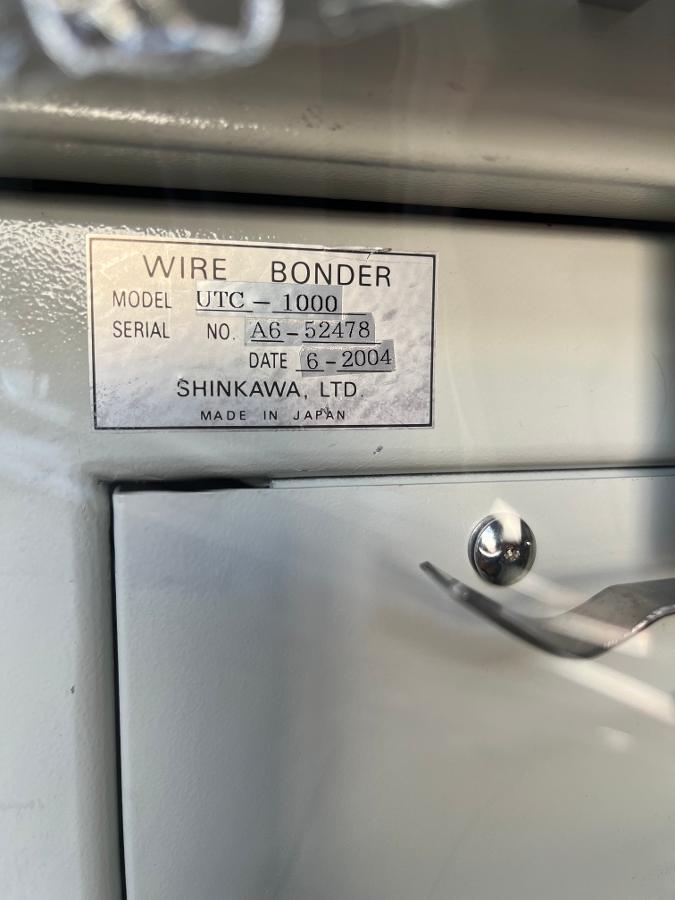 WIRE BONDER
MODEL UTC-1000
SERIAL NO. A6-52478
DATE 6-2004
SHINKAWA, LTD.
MADE IN JAPAN